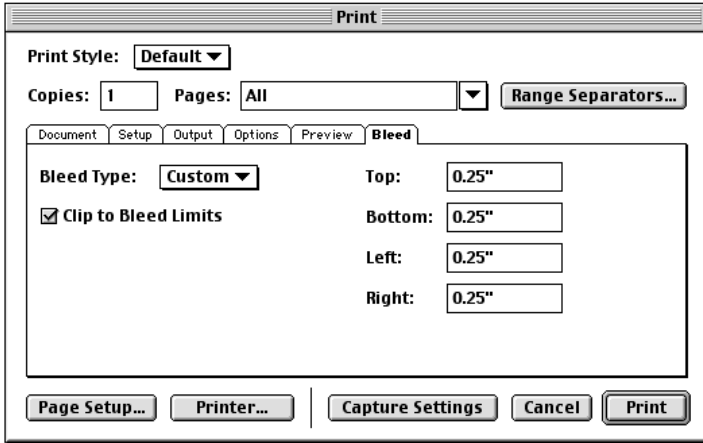 Print
Print Style: Default
Copies: 1 Pages: All Range Separators...
Document Setup Output Options Preview Bleed
Bleed Type: Custom Top: 0.25"
Clip to Bleed Limits Bottom: 0.25"
Left: 0.25"
Right: 0.25"
Page Setup... Printer... Capture Settings Cancel Print